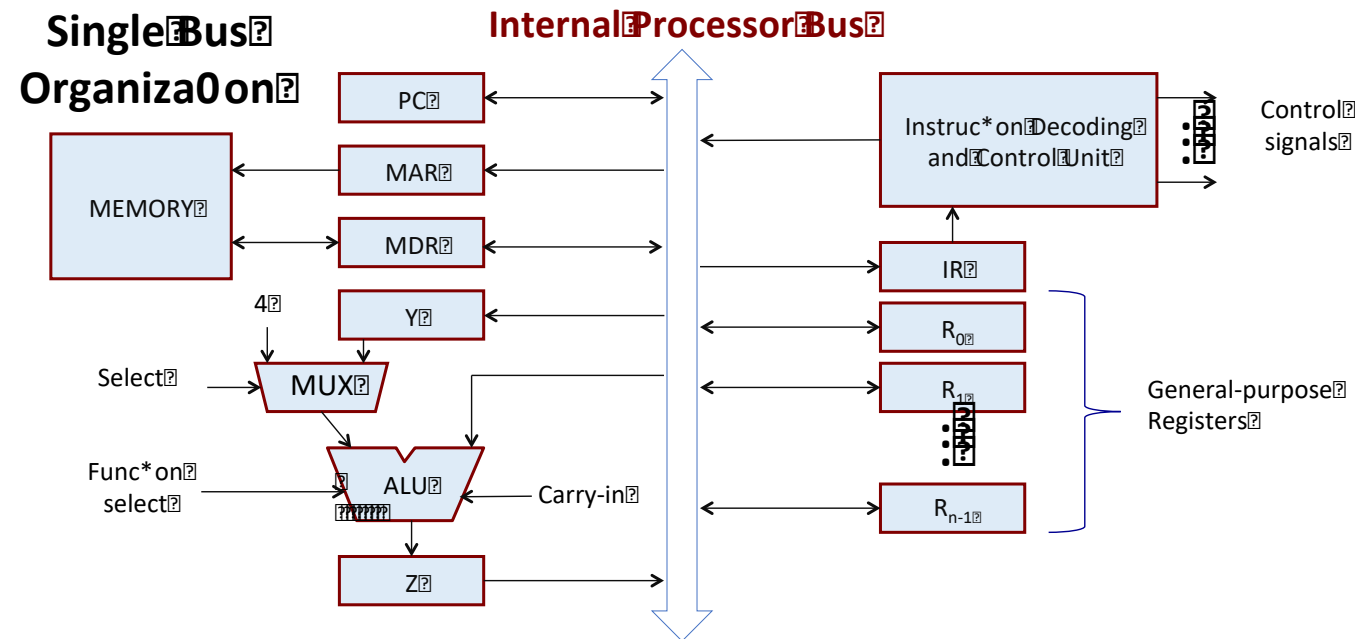 Single Bus
Organiza0on
Internal Processor Bus
PC
Instruc*on Decoding
and Control Unit
Control
signals
MAR
MEMORY
MDR
IR
4
Y
R0
Select
MUX
R1
General-purpose
Registers
Func*on
select
ALU
Carry-in
Rn-1
Z